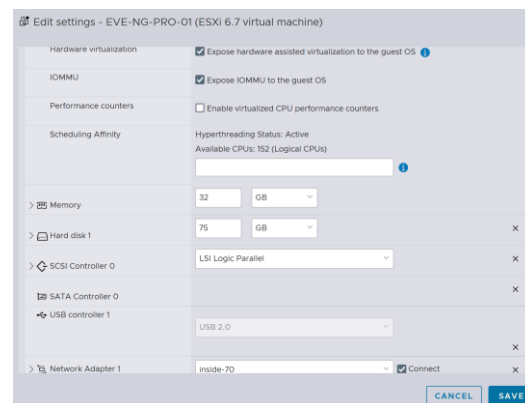 Edit settings - EVE-NG-PRO-01 (ESXi 6.7 virtual machine)
Hardware virtualization
Expose hardware assisted virtualization to the guest OS
IOMMU
Expose IOMMU to the guest OS
Performance counters
Enable virtualized CPU performance counters
Scheduling Affinity
Hyperthreading Status: Active
Available CPUs: 152 (Logical CPUs)
Memory
32 GB
Hard disk 1
75 GB
SCSI Controller 0
LSI Logic Parallel
SATA Controller 0
USB controller 1
USB 2.0
Network Adapter 1
Inside-70
Connect
CANCEL
SAVE